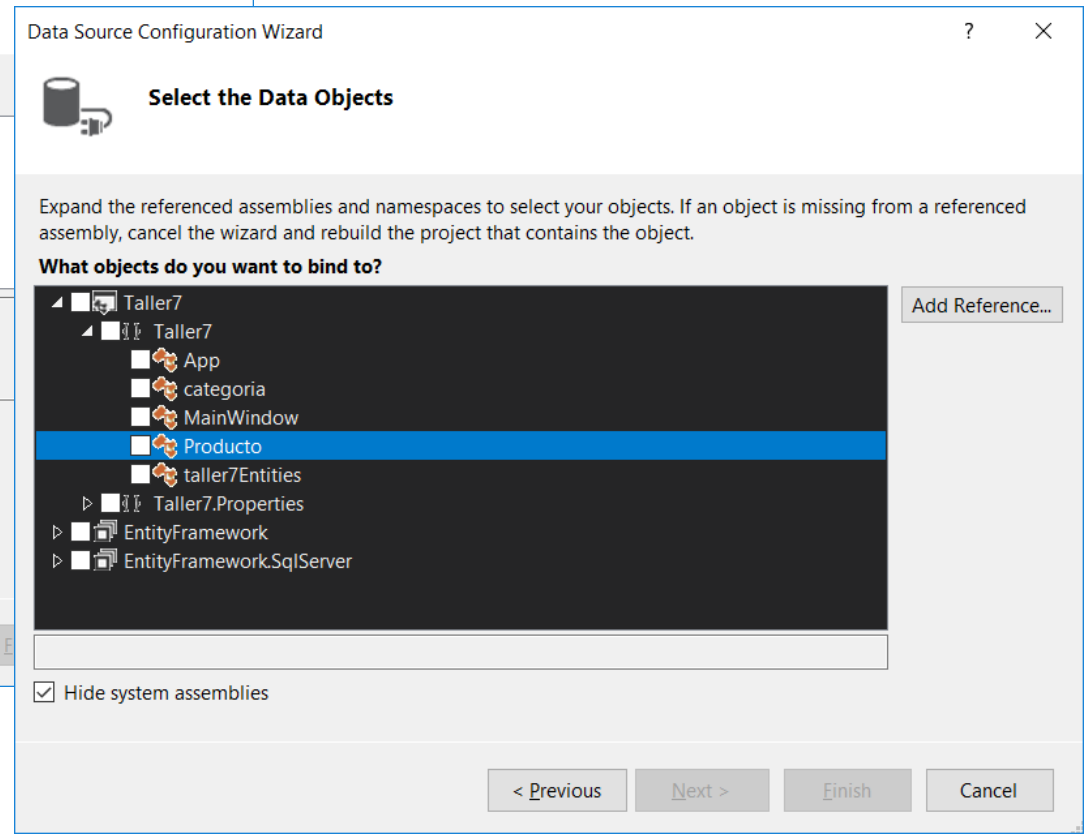 Data Source Configuration Wizard
?
Select the Data Objects
Expand the referenced assemblies and namespaces to select your objects. If an object is missing from a referenced
assembly, cancel the wizard and rebuild the project that contains the object.
What objects do you want to bind to?
Taller7
Add Reference...
Taller7
App
categoria
MainWindow
Producto
taller7Entities
Taller7.Properties
EntityFramework
EntityFramework.SqlServer
Hide system assemblies
< Previous
Next >
Finish
Cancel